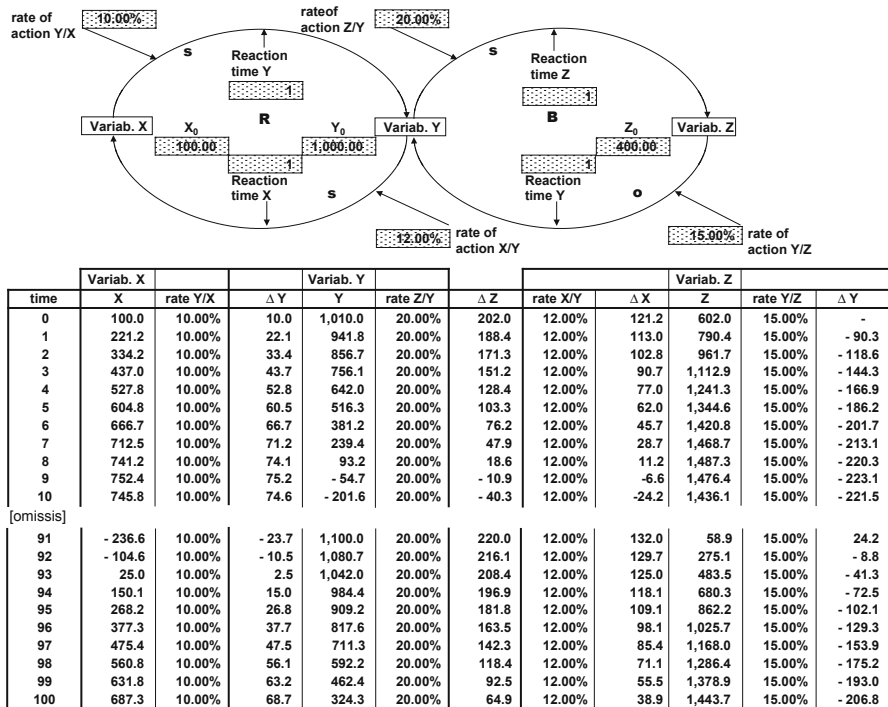 rate of action Y/X 10.00%
rateof action Z/Y 20.00%
s
s
Reaction time Y
1
Reaction time Z
1
R
B
Variab. X
X0
100.00
Y0
1,000.00
Variab. Y
Z0
400.00
Variab. Z
1
Reaction time X
1
Reaction time Y
s
o
12.00% rate of action X/Y
15.00% rate of action Y/Z
Variab. X Variab. Y Variab. Z
time X rate Y/X Δ Y Y rate Z/Y Δ Z rate X/Y Δ X Z rate Y/Z Δ Y
0 100.0 10.00% 10.0 1,010.0 20.00% 202.0 12.00% 121.2 602.0 15.00% -
1 221.2 10.00% 22.1 941.8 20.00% 188.4 12.00% 113.0 790.4 15.00% - 90.3
2 334.2 10.00% 33.4 856.7 20.00% 171.3 12.00% 102.8 961.7 15.00% - 118.6
3 437.0 10.00% 43.7 756.1 20.00% 151.2 12.00% 90.7 1,112.9 15.00% - 144.3
4 527.8 10.00% 52.8 642.0 20.00% 128.4 12.00% 77.0 1,241.3 15.00% - 166.9
5 604.8 10.00% 60.5 516.3 20.00% 103.3 12.00% 62.0 1,344.6 15.00% - 186.2
6 666.7 10.00% 66.7 381.2 20.00% 76.2 12.00% 45.7 1,420.8 15.00% - 201.7
7 712.5 10.00% 71.2 239.4 20.00% 47.9 12.00% 28.7 1,468.7 15.00% - 213.1
8 741.2 10.00% 74.1 93.2 20.00% 18.6 12.00% 11.2 1,487.3 15.00% - 220.3
9 752.4 10.00% 75.2 - 54.7 20.00% - 10.9 12.00% -6.6 1,476.4 15.00% - 223.1
10 745.8 10.00% 74.6 - 201.6 20.00% - 40.3 12.00% -24.2 1,436.1 15.00% - 221.5
[omissis]
91 - 236.6 10.00% - 23.7 1,100.0 20.00% 220.0 12.00% 132.0 58.9 15.00% 24.2
92 - 104.6 10.00% - 10.5 1,080.7 20.00% 216.1 12.00% 129.7 275.1 15.00% - 8.8
93 25.0 10.00% 2.5 1,042.0 20.00% 208.4 12.00% 125.0 483.5 15.00% - 41.3
94 150.1 10.00% 15.0 984.4 20.00% 196.9 12.00% 118.1 680.3 15.00% - 72.5
95 268.2 10.00% 26.8 909.2 20.00% 181.8 12.00% 109.1 862.2 15.00% - 102.1
96 377.3 10.00% 37.7 817.6 20.00% 163.5 12.00% 98.1 1,025.7 15.00% - 129.3
97 475.4 10.00% 47.5 711.3 20.00% 142.3 12.00% 85.4 1,168.0 15.00% - 153.9
98 560.8 10.00% 56.1 592.2 20.00% 118.4 12.00% 71.1 1,286.4 15.00% - 175.2
99 631.8 10.00% 63.2 462.4 20.00% 92.5 12.00% 55.5 1,378.9 15.00% - 193.0
100 687.3 10.00% 68.7 324.3 20.00% 64.9 12.00% 38.9 1,443.7 15.00% - 206.8